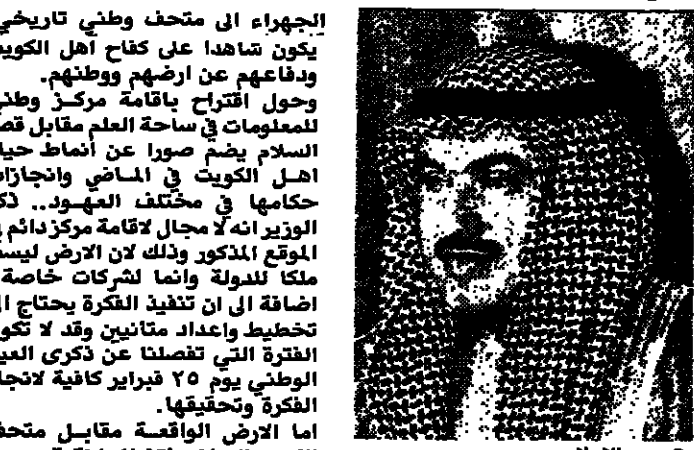 الجهراء الى متحف وطني تاريخي
يكون شاهدا على كفاح اهل الكويت
ودفاعهم عن ارضهم ووطنهم.
وحول اقتراح باقامة مركز وطني
للمعلومات في ساحة العلم مقابل قصر
السلام يضم صورا عن انماط حياة
اهل الكويت في الماضي وانجازات
حكامها في مختلف العهود.. ذكر
الوزير انه لا مجال لاقامة مركز دائم في
الموقع المذكور وذلك لان الارض ليست
ملكا للدولة وانما لشركات خاصة
اضافة الى ان تنفيذ الفكرة يحتاج الى
تخطيط واعداد متانيين وقد لا تكون
الفترة التي تفصلنا عن ذكرى العيد
الوطني يوم ٢٥ فبراير كافية لانجاز
الفكرة وتحقيقها.
اما الارض الواقعة مقابل متحف